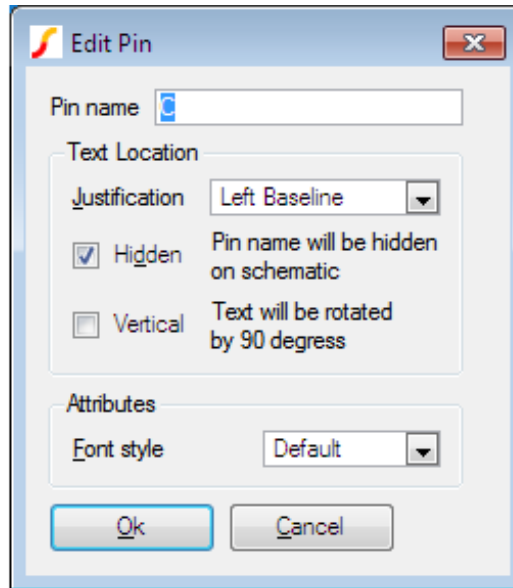 Edit Pin
Pin name C
Text Location
Justification Left Baseline
Hidden Pin name will be hidden
on schematic
Vertical Text will be rotated
by 90 degress
Attributes
Font style Default
Ok Cancel